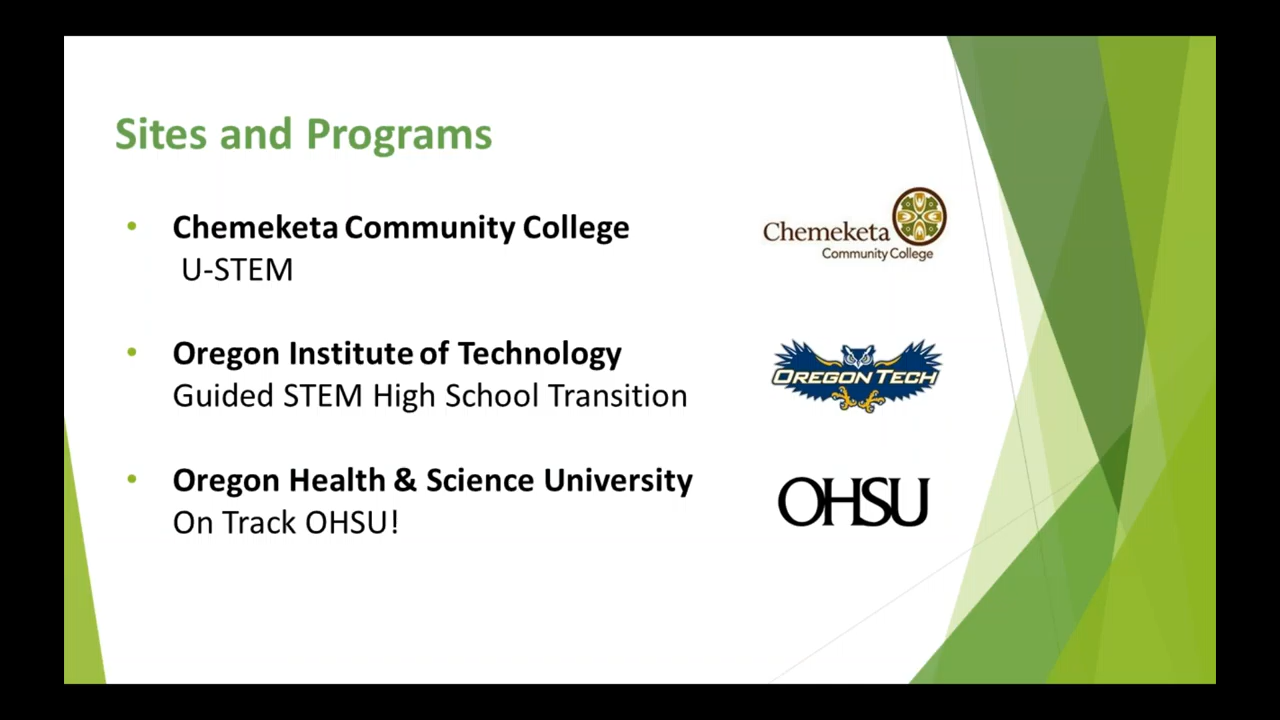 Sites and Programs
• Chemeketa Community College
U-STEM
Chemeketa
Community College
• Oregon Institute of Technology
Guided STEM High School Transition
OREGON TECH
• Oregon Health & Science University
On Track OHSU!
OHSU